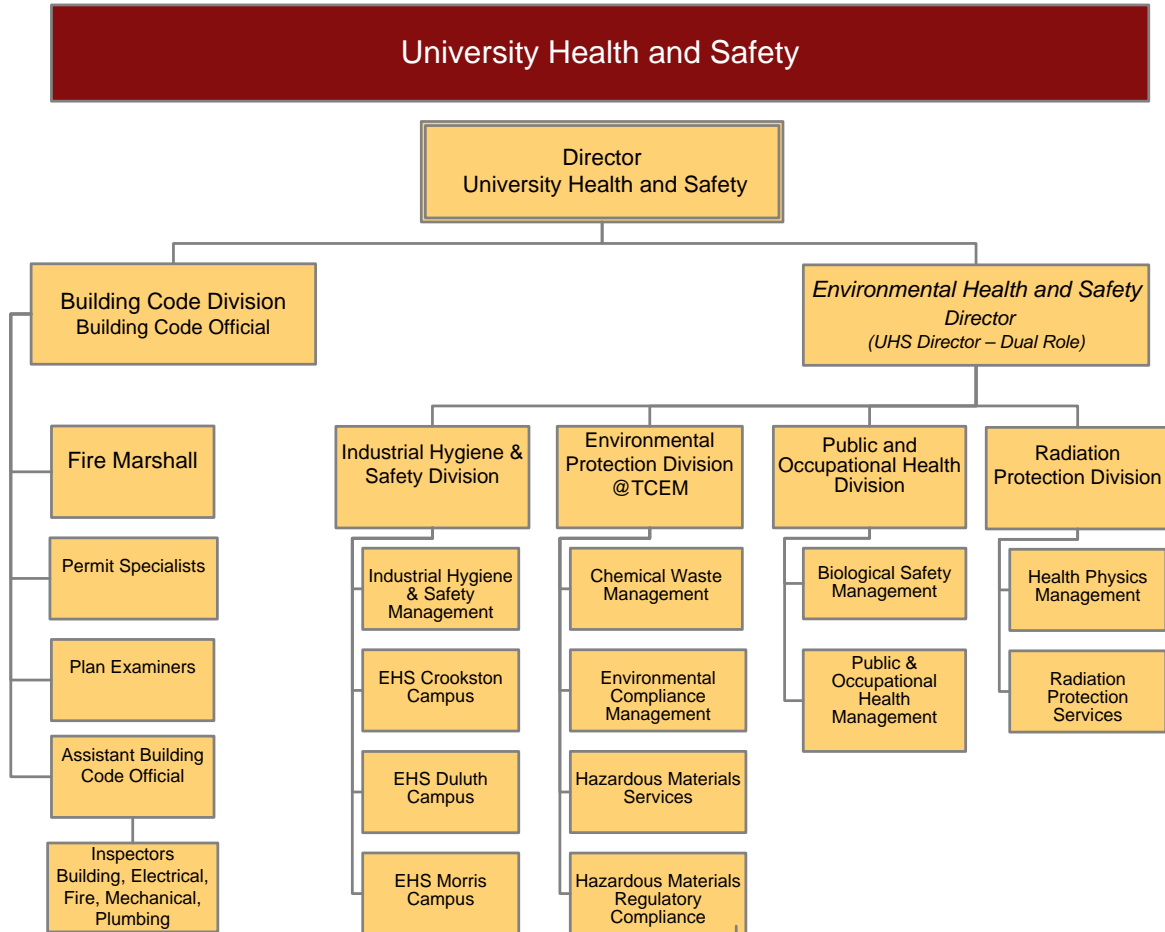 University Health and Safety
Director
University Health and Safety
Building Code Division
Building Code Official
Environmental Health and Safety
Director
(UHS Director – Dual Role)
Fire Marshall
Permit Specialists
Plan Examiners
Assistant Building
Code Official
Inspectors
Building, Electrical,
Fire, Mechanical,
Plumbing
Industrial Hygiene &
Safety Division
Industrial Hygiene
& Safety
Management
EHS Crookston
Campus
EHS Duluth
Campus
EHS Morris
Campus
Environmental
Protection Division
@TCEM
Chemical Waste
Management
Environmental
Compliance
Management
Hazardous Materials
Services
Hazardous Materials
Regulatory
Compliance
Public and
Occupational Health
Division
Biological Safety
Management
Public &
Occupational
Health
Management
Radiation
Protection Division
Health Physics
Management
Radiation
Protection
Services